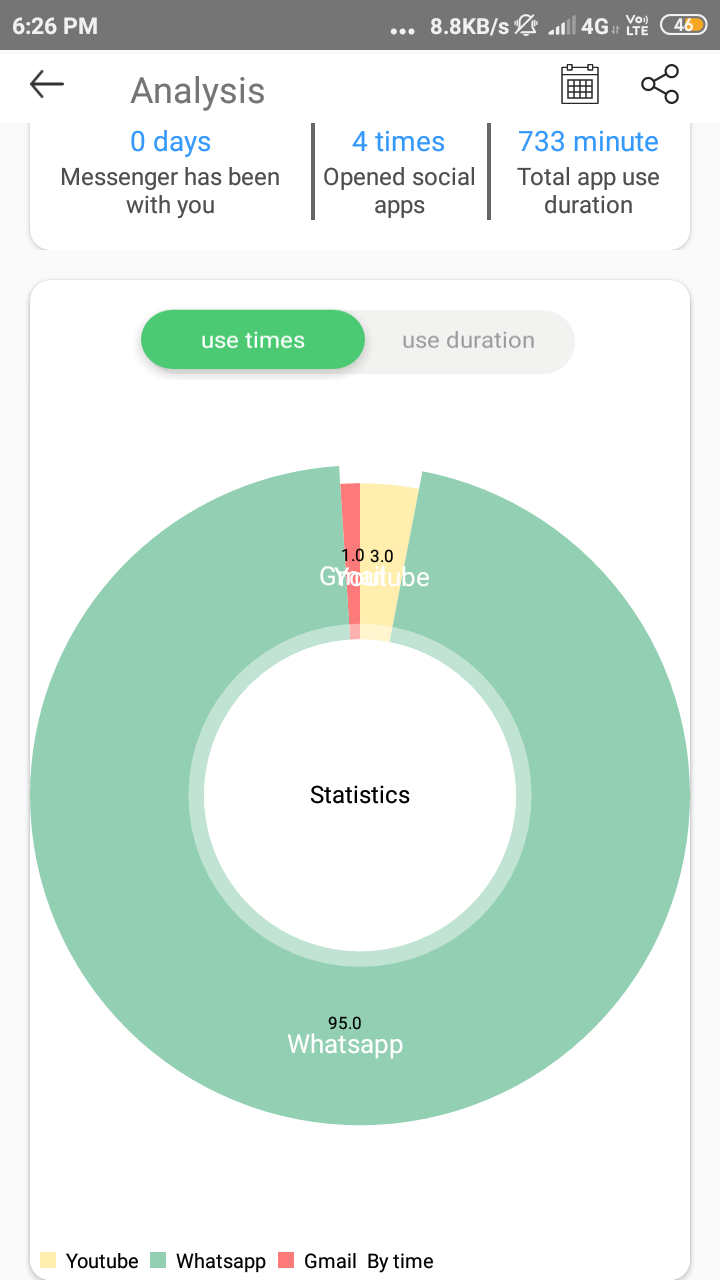 6:26 PM ... 8.8KB/s 4G Vo)) LTE 46
Analysis
0 days 4 times 733 minute
Messenger has been Opened social Total app use
with you apps duration
use times use duration
1.0 3.0
Gmail Youtube
Statistics
95.0
Whatsapp
Youtube Whatsapp Gmail By time